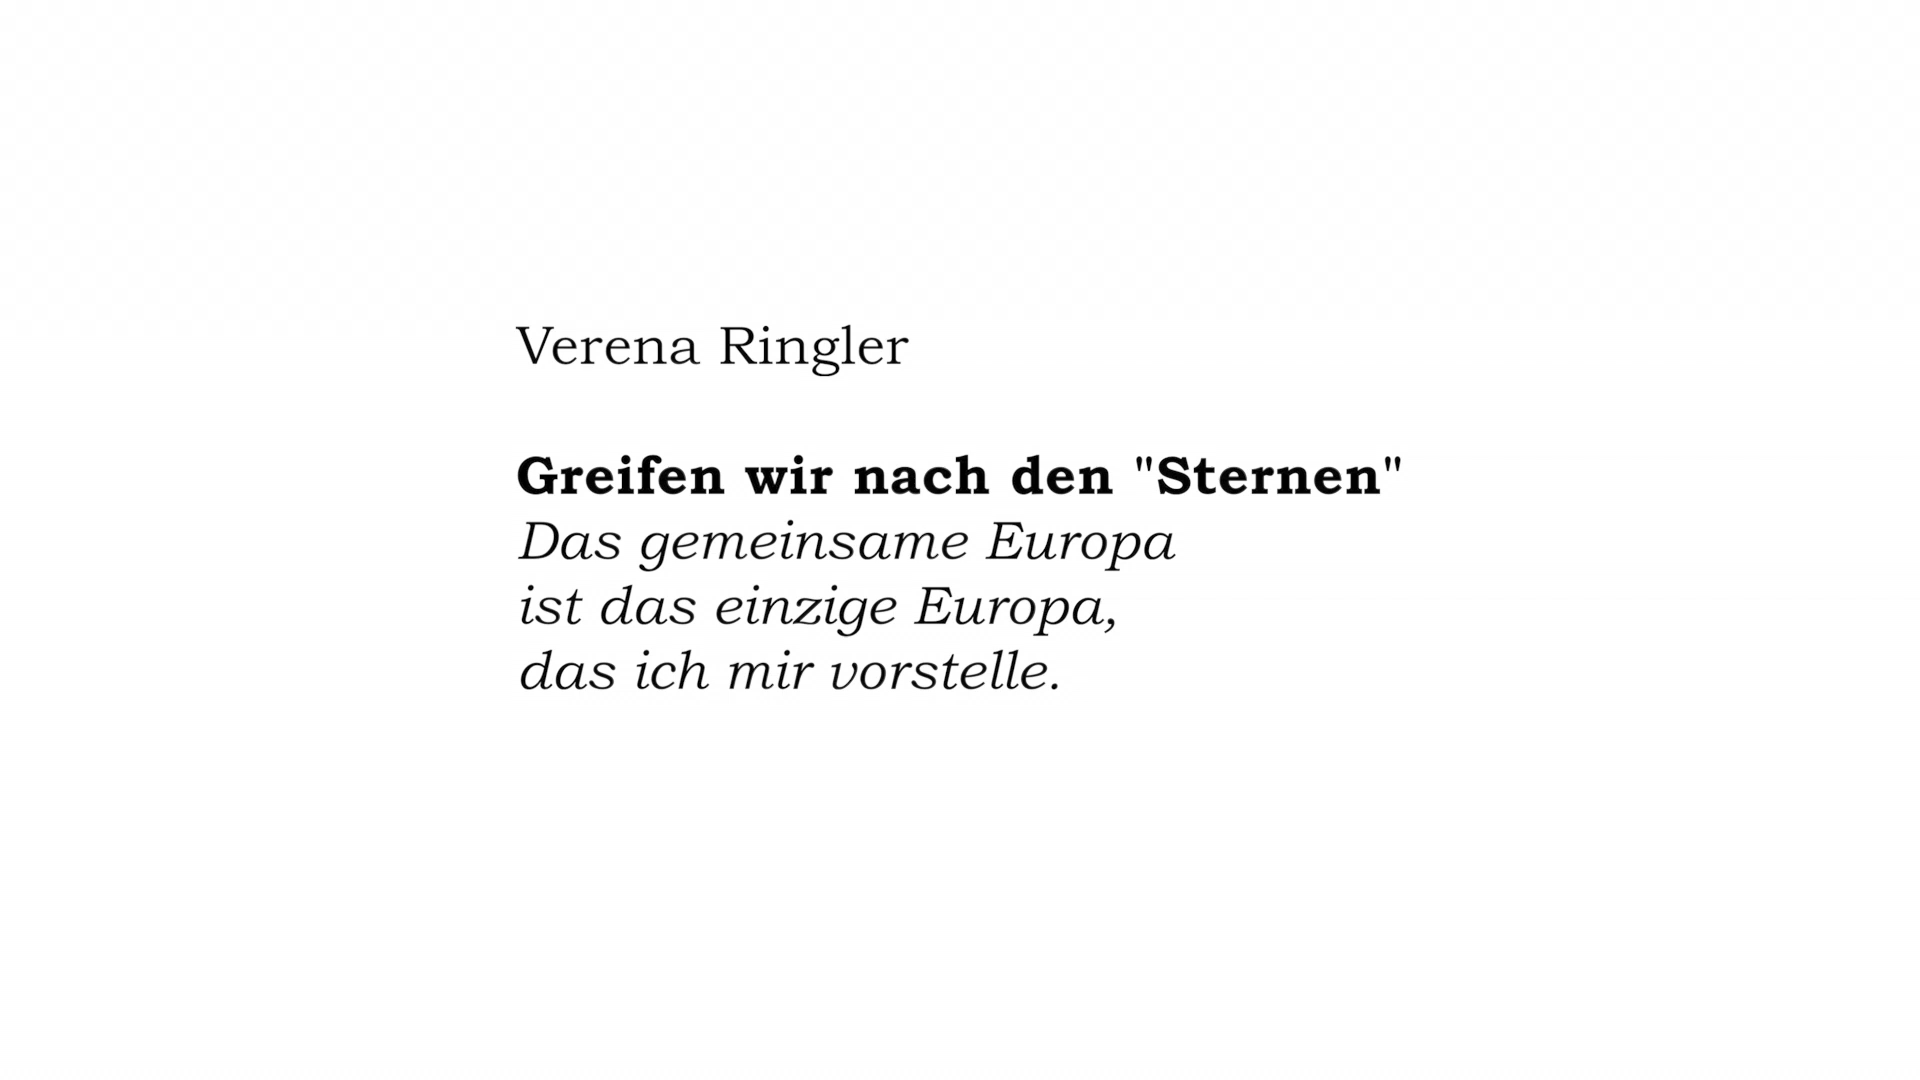 Verena Ringler
Greifen wir nach den "Sternen"
Das gemeinsame Europa
ist das einzige Europa,
das ich mir vorstelle.